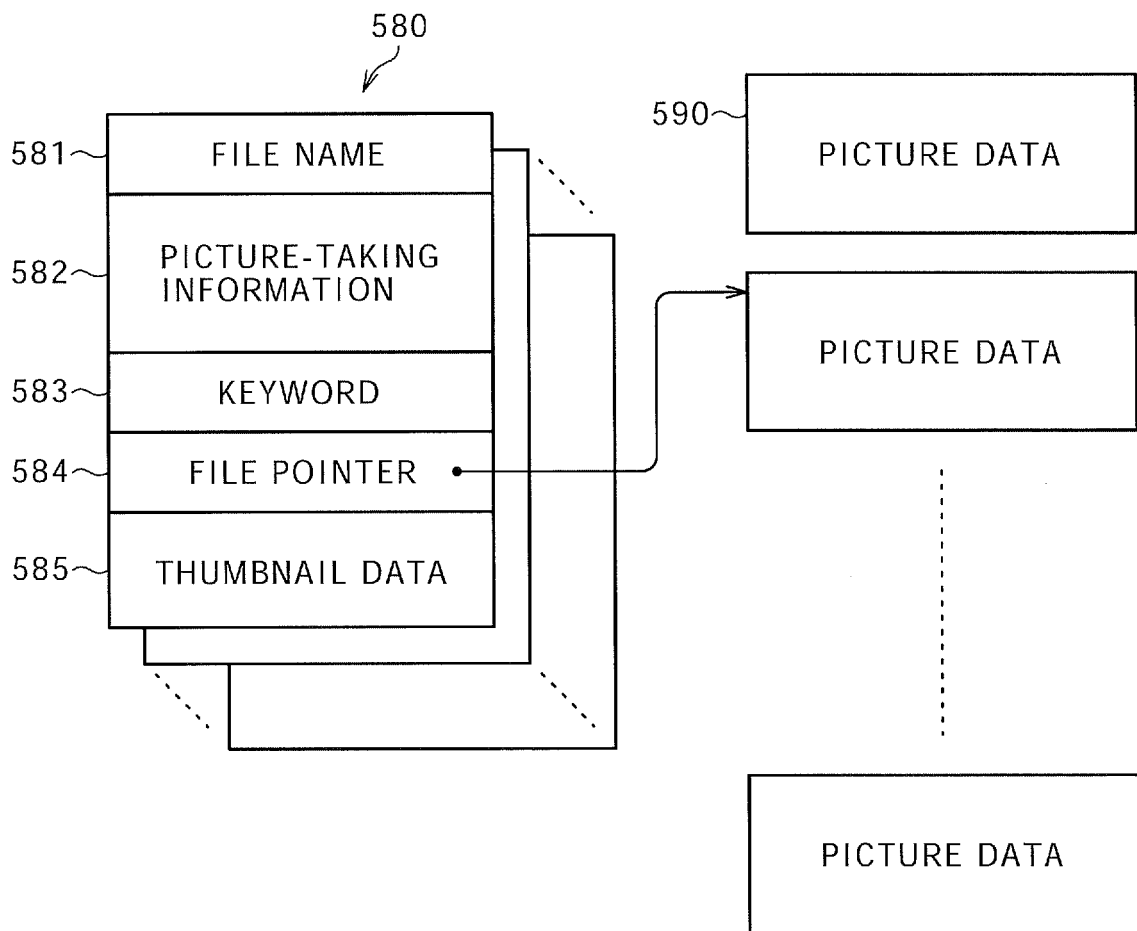 580
581
FILE NAME
582
PICTURE-TAKING
INFORMATION
583
KEYWORD
584
FILE POINTER
585
THUMBNAIL DATA
590
PICTURE DATA
PICTURE DATA
PICTURE DATA